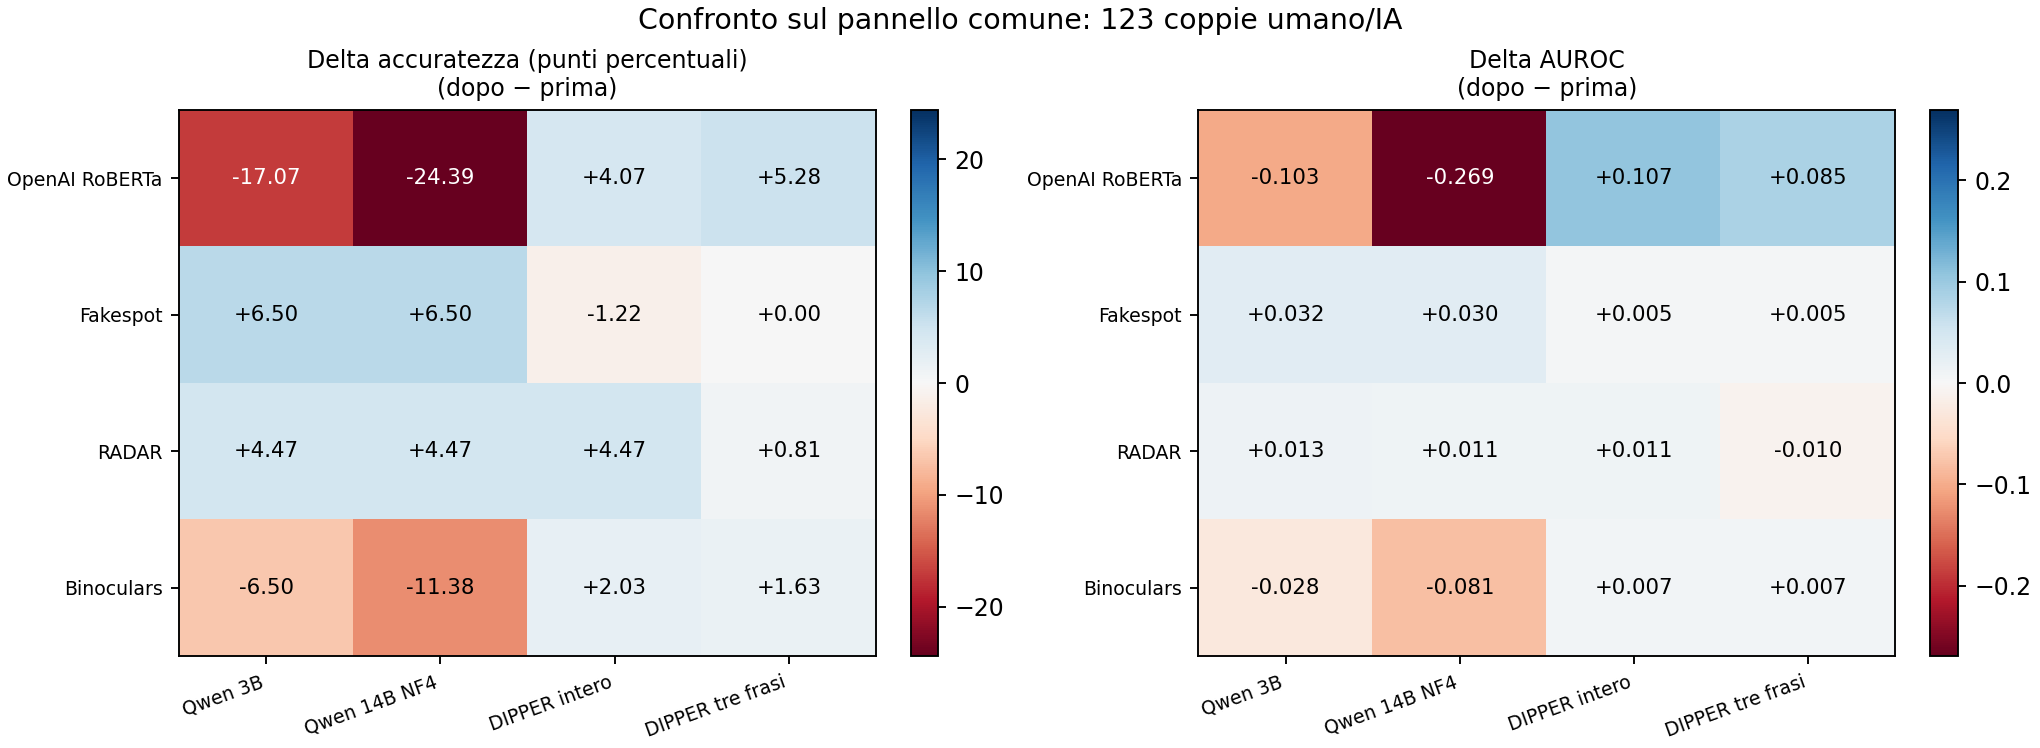 Confronto sul pannello comune: 123 coppie umano/IA
Delta accuratezza (punti percentuali)
(dopo − prima)
OpenAI RoBERTa
-17.07
-24.39
+4.07
+5.28
Fakespot
+6.50
+6.50
-1.22
+0.00
RADAR
+4.47
+4.47
+4.47
+0.81
Binoculars
-6.50
-11.38
+2.03
+1.63
Qwen 3B
Qwen 14B NF4
DIPPER intero
DIPPER tre frasi
20
10
0
−10
−20
Delta AUROC
(dopo − prima)
OpenAI RoBERTa
-0.103
-0.269
+0.107
+0.085
Fakespot
+0.032
+0.030
+0.005
+0.005
RADAR
+0.013
+0.011
+0.011
-0.010
Binoculars
-0.028
-0.081
+0.007
+0.007
Qwen 3B
Qwen 14B NF4
DIPPER intero
DIPPER tre frasi
0.2
0.1
0.0
−0.1
−0.2